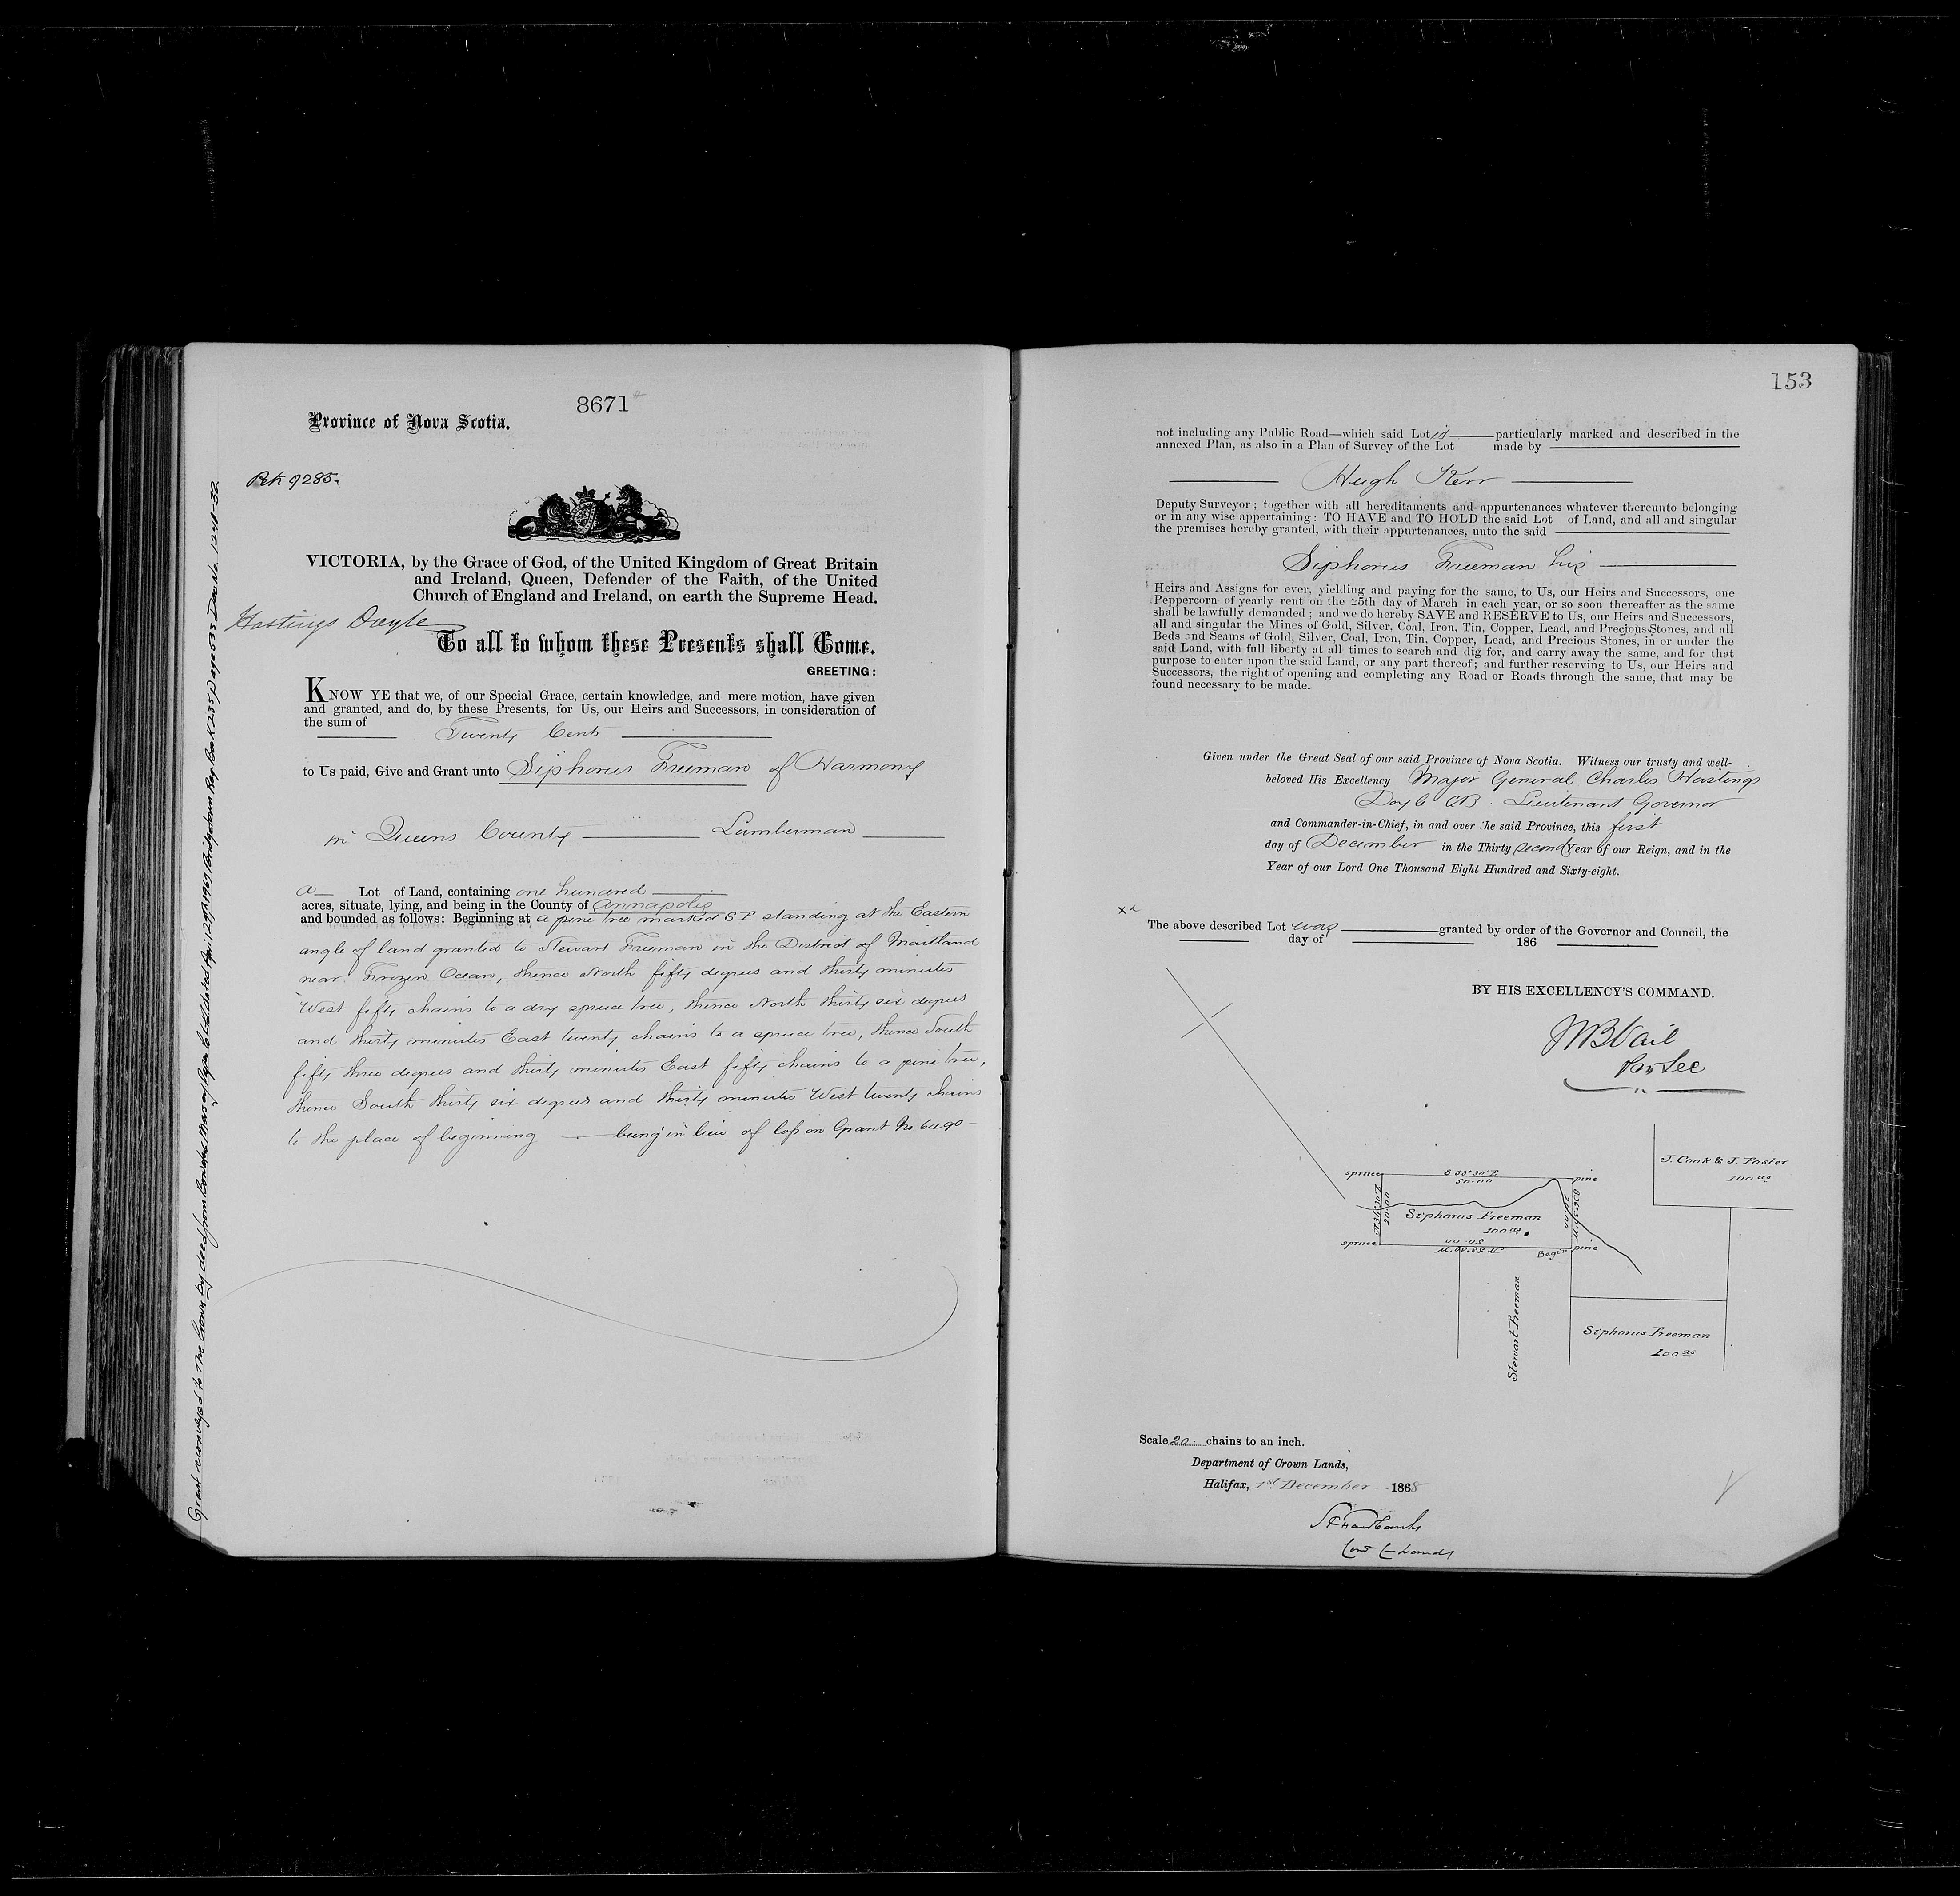 8671
Province of Nova Scotia.
Pk 9285.
VICTORIA, by the Grace of God, of the United Kingdom of Great Britain
and Ireland, Queen, Defender of the Faith, of the United
Church of England and Ireland, on earth the Supreme Head.
Hastings Doyle
To all to whom these Presents shall Come.
GREETING:
KNOW YE that we, of our Special Grace, certain knowledge, and mere motion, have given
and granted, and do, by these Presents, for Us, our Heirs and Successors, in consideration of
the sum of
Twenty Cents
to Us paid, Give and Grant unto Siphorus Freeman of Harmony
in Queens County Lumberman
a Lot of Land, containing one hundred
acres, situate, lying, and being in the County of Annapolis
and bounded as follows: Beginning at a pine tree marked S F standing at the Eastern
angle of land granted to Stewart Freeman in the District of Maitland
near Frozen Ocean, thence North fifty degrees and thirty minutes
West fifty chains to a dry spruce tree, thence North thirty six degrees
and thirty minutes East twenty chains to a spruce tree, thence South
fifty three degrees and thirty minutes East fifty chains to a pine tree,
thence South thirty six degrees and thirty minutes West twenty chains
to the place of beginning being in lieu of loss on Grant No 6490
Grant conveyed to The Crown by deed from Bowater Mersey Paper Co Ltd dated April 12, 1969 Bridgetown Reg. Book 235 Page 533 Doc No. 1241-32
153
not including any Public Road—which said Lot is particularly marked and described in the
annexed Plan, as also in a Plan of Survey of the Lot made by
Hugh Kerr
Deputy Surveyor; together with all hereditaments and appurtenances whatever thereunto belonging
or in any wise appertaining: TO HAVE and TO HOLD the said Lot of Land, and all and singular
the premises hereby granted, with their appurtenances, unto the said
Siphorus Freeman his
Heirs and Assigns for ever, yielding and paying for the same, to Us, our Heirs and Successors, one
Peppercorn of yearly rent on the 25th day of March in each year, or so soon thereafter as the same
shall be lawfully demanded; and we do hereby SAVE and RESERVE to Us, our Heirs and Successors,
all and singular the Mines of Gold, Silver, Coal, Iron, Tin, Copper, Lead, and Precious Stones, and all
Beds and Seams of Gold, Silver, Coal, Iron, Tin, Copper, Lead, and Precious Stones, in or under the
said Land, with full liberty at all times to search and dig for, and carry away the same, and for that
purpose to enter upon the said Land, or any part thereof; and further reserving to Us, our Heirs and
Successors, the right of opening and completing any Road or Roads through the same, that may be
found necessary to be made.
Given under the Great Seal of our said Province of Nova Scotia. Witness our trusty and well-
beloved His Excellency Major General Charles Hastings
Doyle CB. Lieutenant Governor
and Commander-in-Chief, in and over the said Province, this first
day of December in the Thirty second Year of our Reign, and in the
Year of our Lord One Thousand Eight Hundred and Sixty-eight.
The above described Lot was granted by order of the Governor and Council, the
day of 186
BY HIS EXCELLENCY'S COMMAND.
W B Vail
Pro Sec
J. Cook & J. Foster
100 as
spruce S 53° 30' E pine
50.00
N 36° 30' E
20.00
Siphorus Freeman
100 as
20.00
S 36° 30' W
50.00
spruce N 53° 30' W Begin pine
Stewart Freeman
Siphorus Freeman
100 as
Scale 20 chains to an inch.
Department of Crown Lands,
Halifax, 1st December 1868
S P Fairbanks
Com C Lands